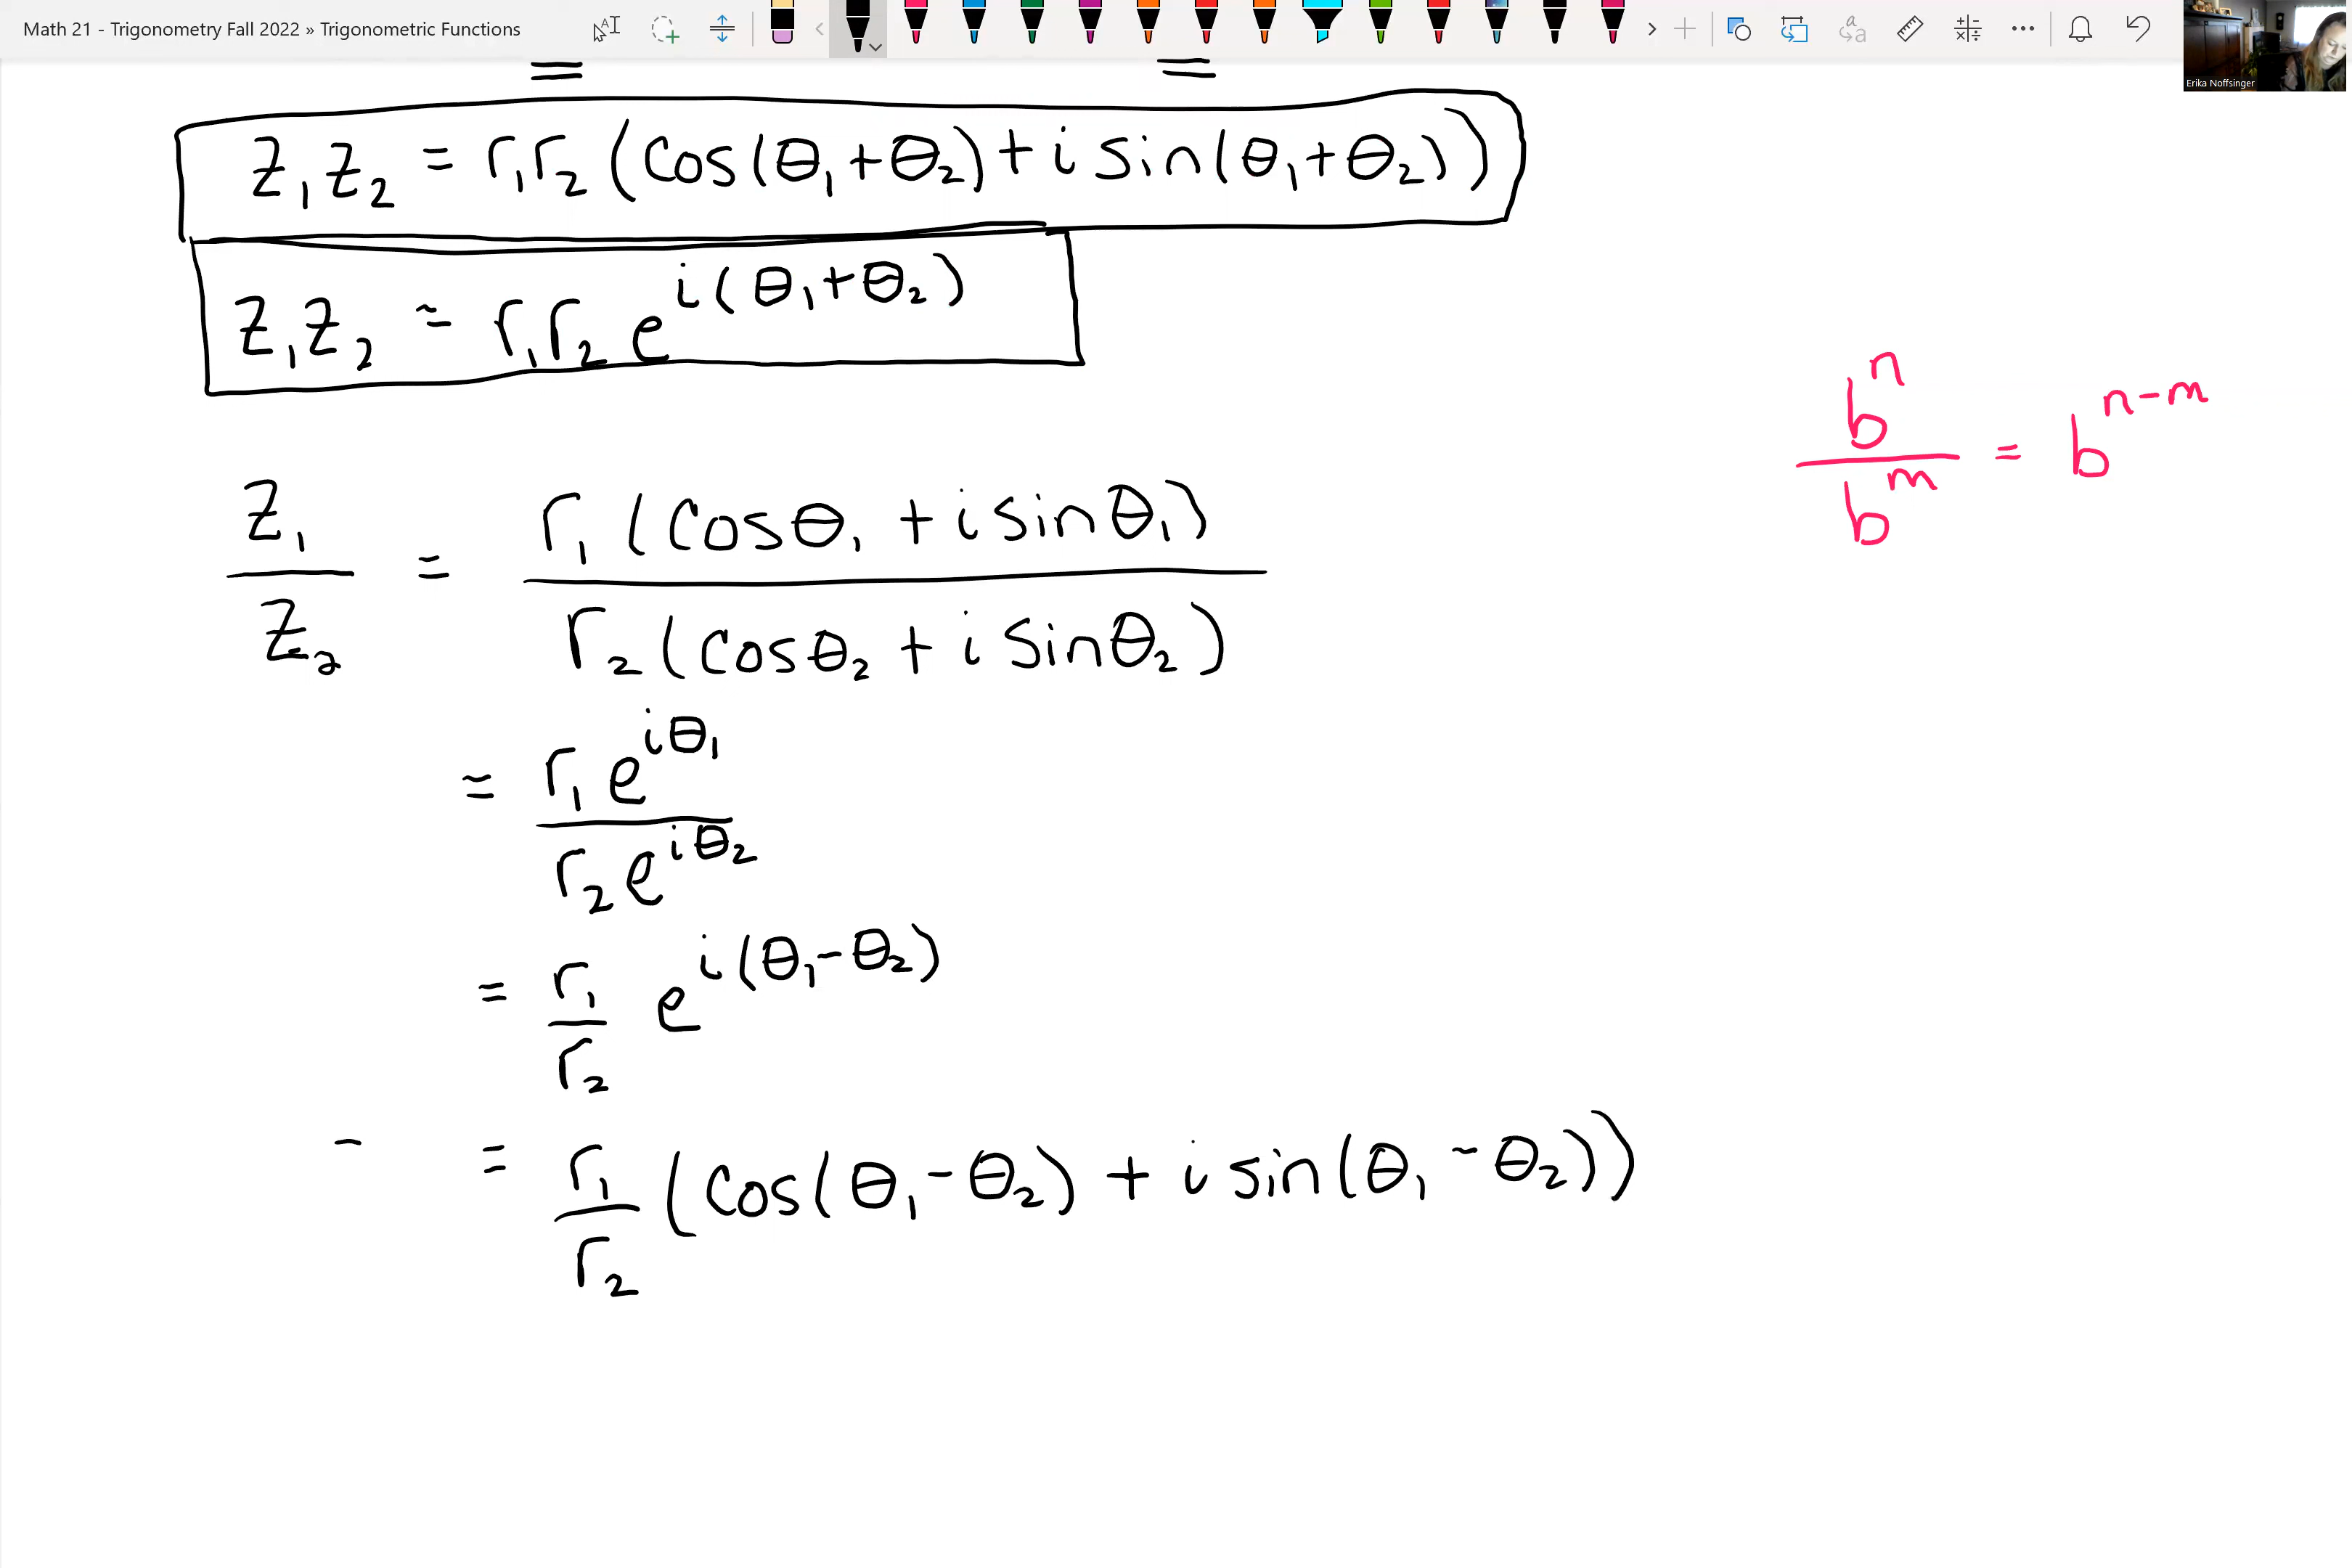 Math 21 - Trigonometry Fall 2022 » Trigonometric Functions
Erika Noffsinger
z₁z₂ = r₁r₂(cos(θ₁+θ₂)+i sin(θ₁+θ₂))
z₁z₂ = r₁r₂ e^{i(θ₁+θ₂)}
b^n / b^m = b^{n-m}
z₁/z₂ = r₁(cosθ₁ + i sinθ₁) / r₂(cosθ₂ + i sinθ₂)
= r₁e^{iθ₁} / r₂e^{iθ₂}
= r₁/r₂ e^{i(θ₁-θ₂)}
- = r₁/r₂ (cos(θ₁-θ₂) + i sin(θ₁-θ₂))